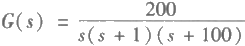 G(s) = 200 / s(s + 1)(s + 100)